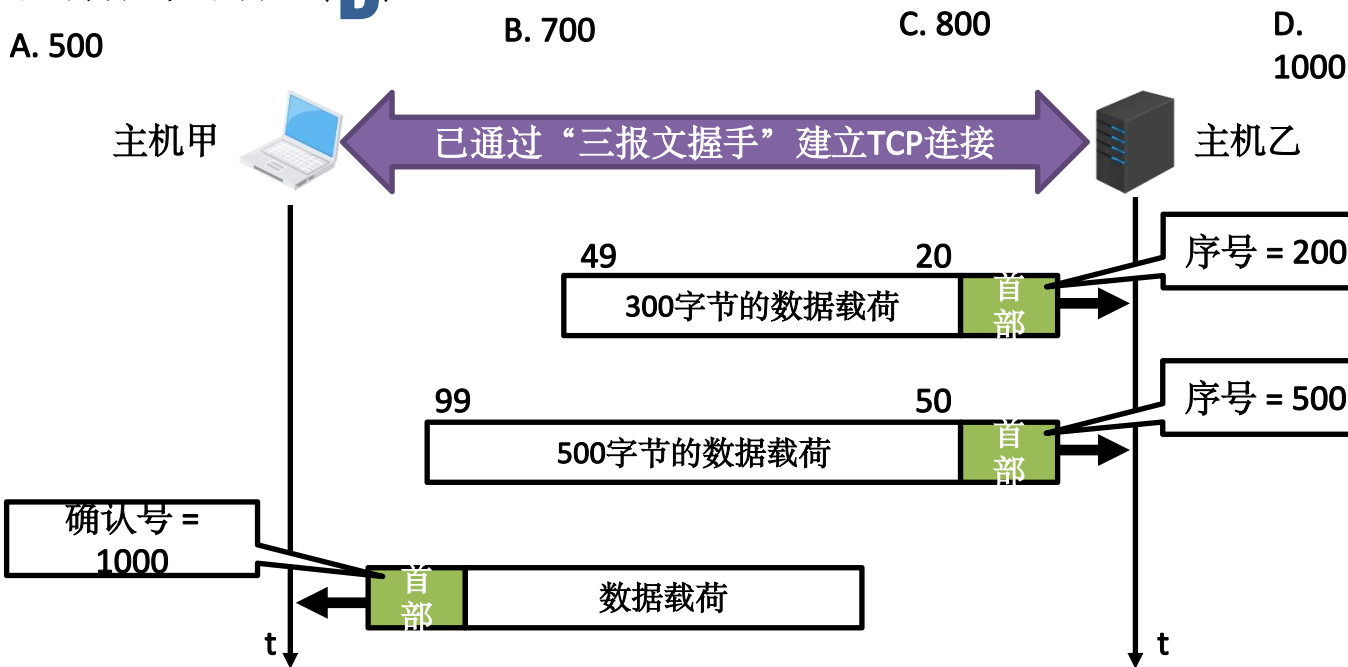 D
A. 500
B. 700
C. 800
D.
1000
主机甲
已通过“三报文握手”建立TCP连接
主机乙
49
20
序号 = 200
300字节的数据载荷
首
部
99
50
序号 = 500
500字节的数据载荷
首
部
确认号 =
1000
首
部
数据载荷
t
t